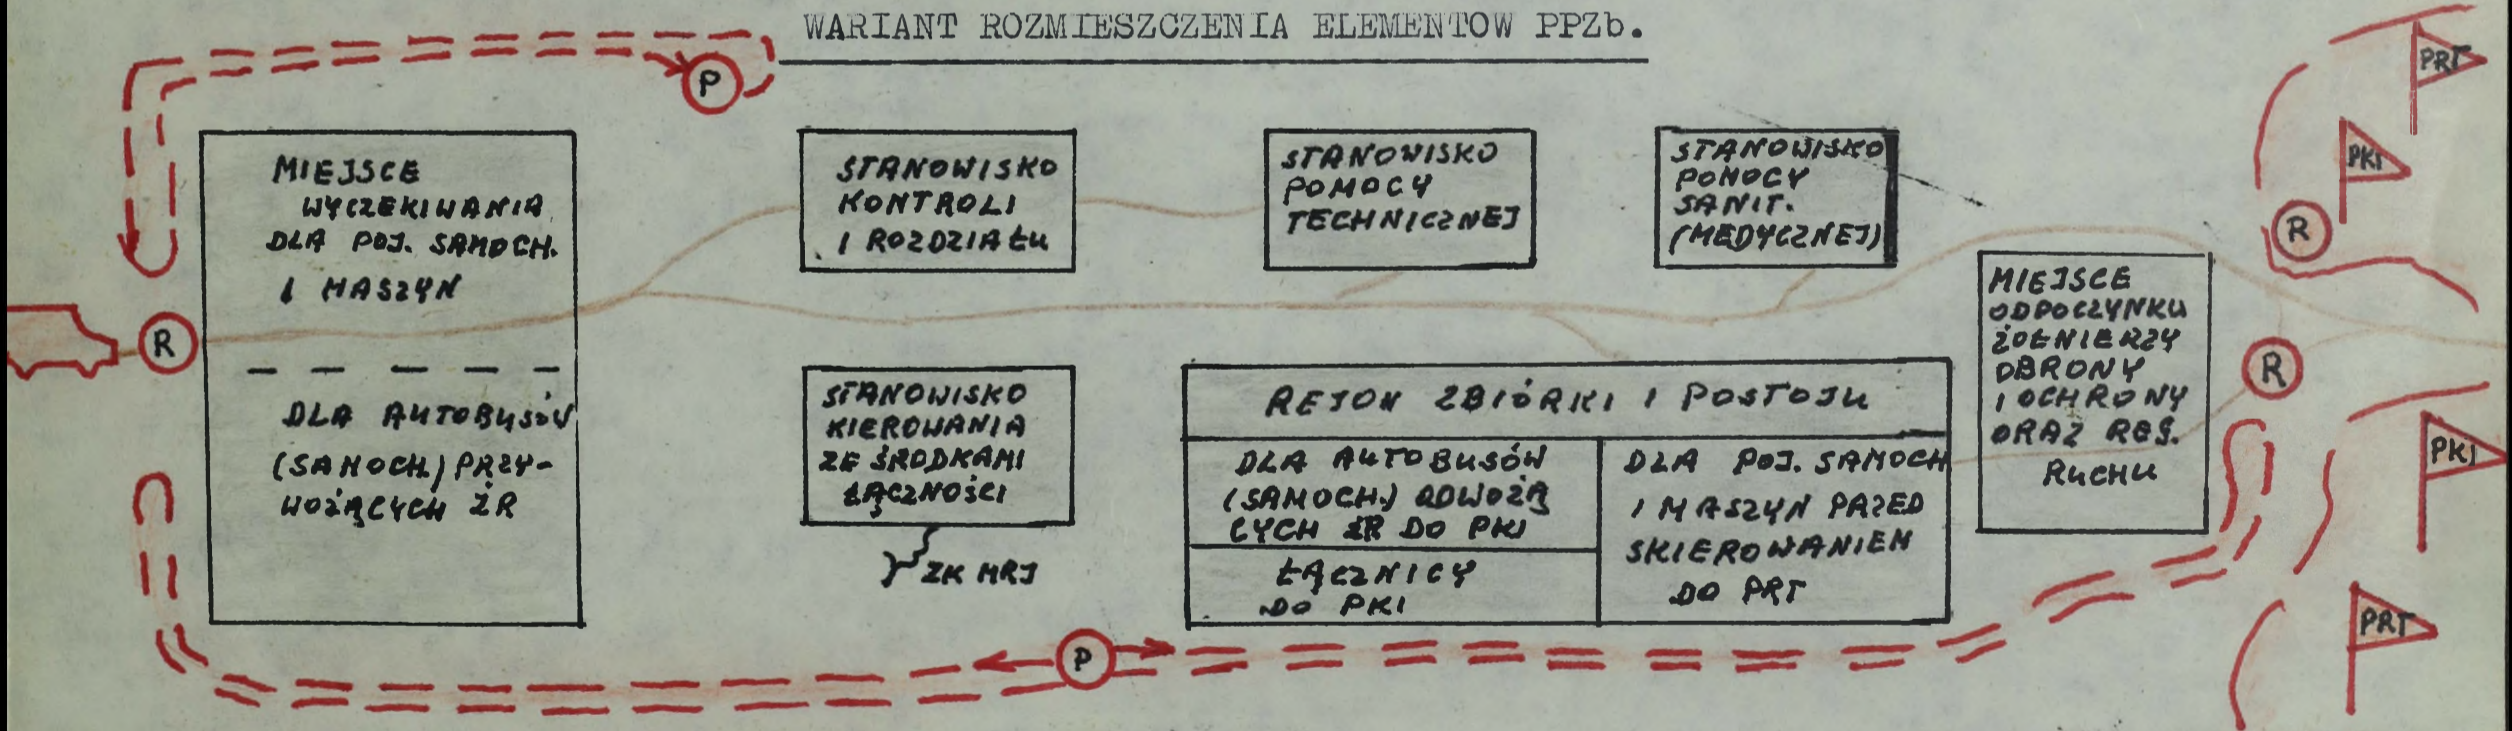 WARIANT ROZMIESZCZENIA ELEMENTOW PPZb.
P
PRT
PKI
R
MIEJSCE
WYCZEKIWANIA
DLA POJ. SAMOCH.
I MASZYN
DLA AUTOBUSÓW
(SAMOCH.) PRZY-
WOŻĄCYCH ŻR
R
STANOWISKO
KONTROLI
I ROZDZIAŁU
STANOWISKO
POMOCY
TECHNICZNEJ
STANOWISKO
POMOCY
SANIT.
(MEDYCZNEJ)
STANOWISKO
KIEROWANIA
ZE ŚRODKAMI
ŁĄCZNOŚCI
ZK MRJ
REJON ZBIÓRKI I POSTOJU
DLA AUTOBUSÓW
(SAMOCH.) ODWOŻĄ
CYCH ŻR DO PKI
ŁĄCZNICY
DO PKI
DLA POJ. SAMOCH
I MASZYN PRZED
SKIEROWANIEM
DO PRT
MIEJSCE
ODPOCZYNKU
ŻOŁNIERZY
OBRONY
I OCHRONY
ORAZ REG.
RUCHU
R
PKI
PRT
P